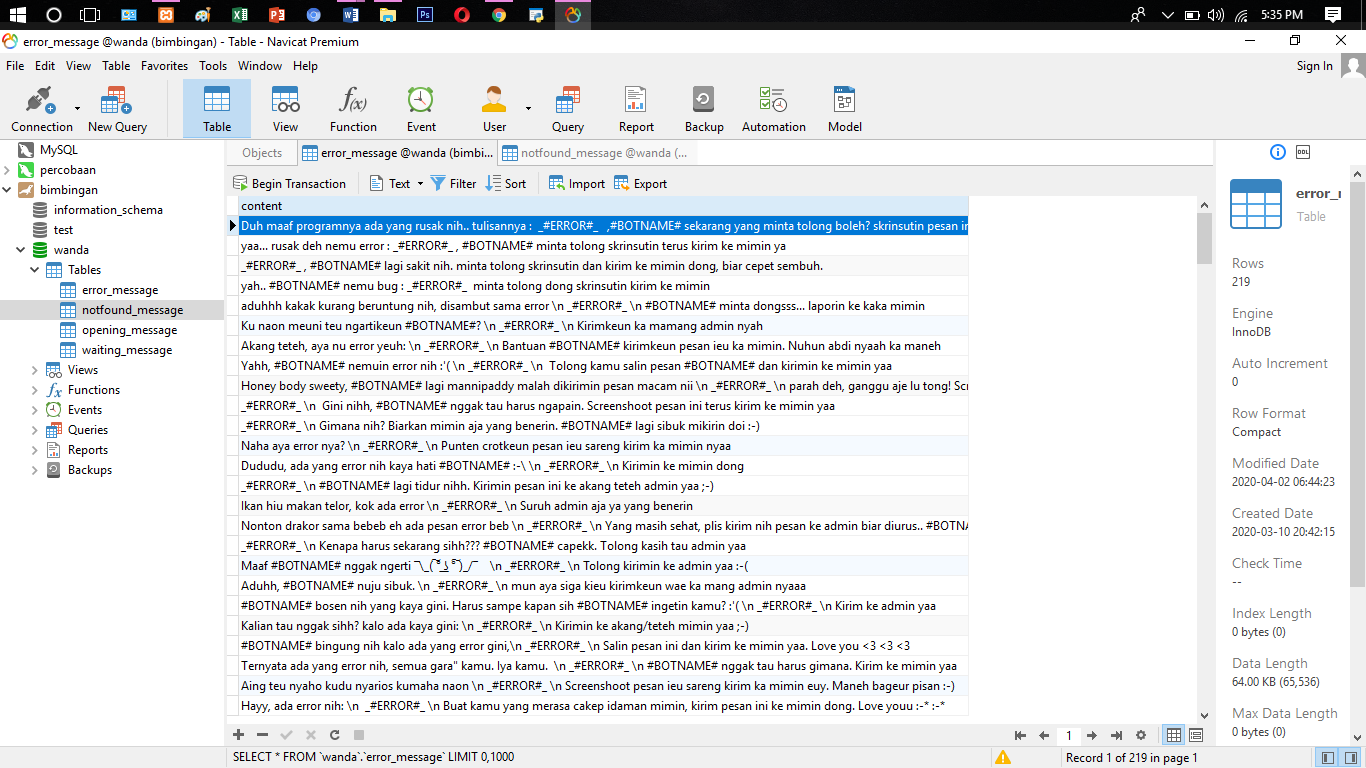 5:35 PM
error_message @wanda (bimbingan) - Table - Navicat Premium
File Edit View Table Favorites Tools Window Help Sign In
Connection New Query Table View Function Event User Query Report Backup Automation Model
MySQL
percobaan
bimbingan
information_schema
test
wanda
Tables
error_message
notfound_message
opening_message
waiting_message
Views
Functions
Events
Queries
Reports
Backups
Objects error_message @wanda (bimbi... notfound_message @wanda (...
Begin Transaction Text Filter Sort Import Export
content
Duh maaf programnya ada yang rusak nih.. tulisannya : _#ERROR#_ ,#BOTNAME# sekarang yang minta tolong boleh? skrinsutin pesan in
yaa... rusak deh nemu error : _#ERROR#_ , #BOTNAME# minta tolong skrinsutin terus kirim ke mimin ya
_#ERROR#_ , #BOTNAME# lagi sakit nih. minta tolong skrinsutin dan kirim ke mimin dong, biar cepet sembuh.
yah.. #BOTNAME# nemu bug : _#ERROR#_ minta tolong dong skrinsutin kirim ke mimin
aduhhh kakak kurang beruntung nih, disambut sama error \n _#ERROR#_ \n #BOTNAME# minta dongsss... laporin ke kaka mimin
Ku naon meuni teu ngartikeun #BOTNAME#? \n _#ERROR#_ \n Kirimkeun ka mamang admin nyah
Akang teteh, aya nu error yeuh: \n _#ERROR#_ \n Bantuan #BOTNAME# kirimkeun pesan ieu ka mimin. Nuhun abdi nyaah ka maneh
Yahh, #BOTNAME# nemuin error nih :'( \n _#ERROR#_ \n Tolong kamu salin pesan #BOTNAME# dan kirimin ke mimin yaa
Honey body sweety, #BOTNAME# lagi mannipaddy malah dikirimin pesan macam nii \n _#ERROR#_ \n parah deh, ganggu aje lu tong! Scr
_#ERROR#_ \n Gini nihh, #BOTNAME# nggak tau harus ngapain. Screenshoot pesan ini terus kirim ke mimin yaa
_#ERROR#_ \n Gimana nih? Biarkan mimin aja yang benerin. #BOTNAME# lagi sibuk mikirin doi :-)
Naha aya error nya? \n _#ERROR#_ \n Punten crotkeun pesan ieu sareng kirim ka mimin nyaa
Dududu, ada yang error nih kaya hati #BOTNAME# :-\ \n _#ERROR#_ \n Kirimin ke mimin dong
_#ERROR#_ \n #BOTNAME# lagi tidur nihh. Kirimin pesan ini ke akang teteh admin yaa ;-)
Ikan hiu makan telor, kok ada error \n _#ERROR#_ \n Suruh admin aja ya yang benerin
Nonton drakor sama bebeb eh ada pesan error beb \n _#ERROR#_ \n Yang masih sehat, plis kirim nih pesan ke admin biar diurus.. #BOTNA
_#ERROR#_ \n Kenapa harus sekarang sihh??? #BOTNAME# capekk. Tolong kasih tau admin yaa
Maaf #BOTNAME# nggak ngerti \n _#ERROR#_ \n Tolong kirimin ke admin yaa :-(
Aduhh, #BOTNAME# nuju sibuk. \n _#ERROR#_ \n mun aya siga kieu kirimkeun wae ka mang admin nyaaa
#BOTNAME# bosen nih yang kaya gini. Harus sampe kapan sih #BOTNAME# ingetin kamu? :'( \n _#ERROR#_ \n Kirim ke admin yaa
Kalian tau nggak sihh? kalo ada kaya gini: \n _#ERROR#_ \n Kirimin ke akang/teteh mimin yaa ;-)
#BOTNAME# bingung nih kalo ada yang error gini,\n _#ERROR#_ \n Salin pesan ini dan kirim ke mimin yaa. Love you <3 <3 <3
Ternyata ada yang error nih, semua gara" kamu. Iya kamu. \n _#ERROR#_ \n #BOTNAME# nggak tau harus gimana. Kirim ke mimin yaa
Aing teu nyaho kudu nyarios kumaha naon \n _#ERROR#_ \n Screenshoot pesan ieu sareng kirim ka mimin euy. Maneh bageur pisan :-)
Hayy, ada error nih: \n _#ERROR#_ \n Buat kamu yang merasa cakep idaman mimin, kirim pesan ini ke mimin dong. Love youu :-* :-*
1
SELECT * FROM `wanda`.`error_message` LIMIT 0,1000
Record 1 of 219 in page 1
DDL
error_r
Table
Rows
219
Engine
InnoDB
Auto Increment
0
Row Format
Compact
Modified Date
2020-04-02 06:44:23
Created Date
2020-03-10 20:42:15
Check Time
--
Index Length
0 bytes (0)
Data Length
64.00 KB (65,536)
Max Data Length
0 bytes (0)